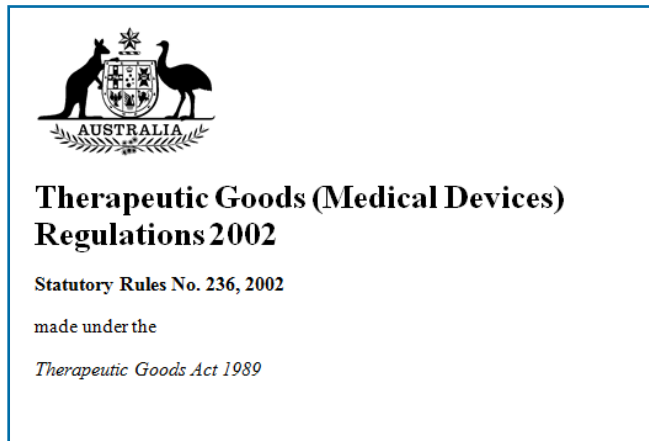 AUSTRALIA
Therapeutic Goods (Medical Devices)
Regulations 2002
Statutory Rules No. 236, 2002
made under the
Therapeutic Goods Act 1989